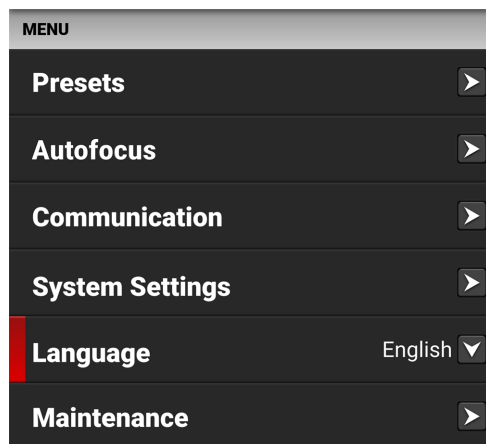 MENU
Presets
Autofocus
Communication
System Settings
Language English
Maintenance